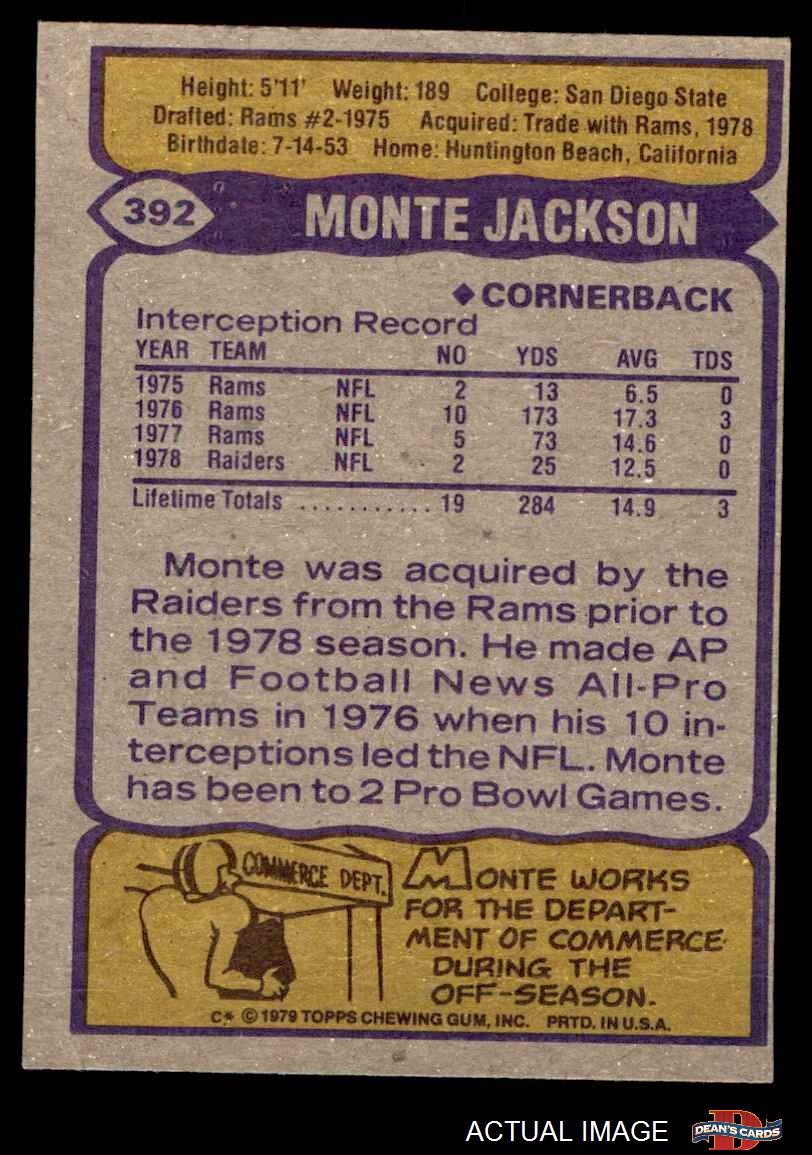 Height: 5'11' Weight: 189 College: San Diego State
Drafted: Rams #2-1975 Acquired: Trade with Rams, 1978
Birthdate: 7-14-53 Home: Huntington Beach, California
392 MONTE JACKSON
◆ CORNERBACK
Interception Record
YEAR TEAM NO YDS AVG TDS
1975 Rams NFL 2 13 6.5 0
1976 Rams NFL 10 173 17.3 3
1977 Rams NFL 5 73 14.6 0
1978 Raiders NFL 2 25 12.5 0
Lifetime Totals ........... 19 284 14.9 3
Monte was acquired by the
Raiders from the Rams prior to
the 1978 season. He made AP
and Football News All-Pro
Teams in 1976 when his 10 in-
terceptions led the NFL. Monte
has been to 2 Pro Bowl Games.
COMMERCE DEPT.
MONTE WORKS
FOR THE DEPART-
MENT OF COMMERCE
DURING THE
OFF-SEASON.
C* © 1979 TOPPS CHEWING GUM, INC. PRTD. IN U.S.A.
ACTUAL IMAGE
D
DEAN'S CARDS